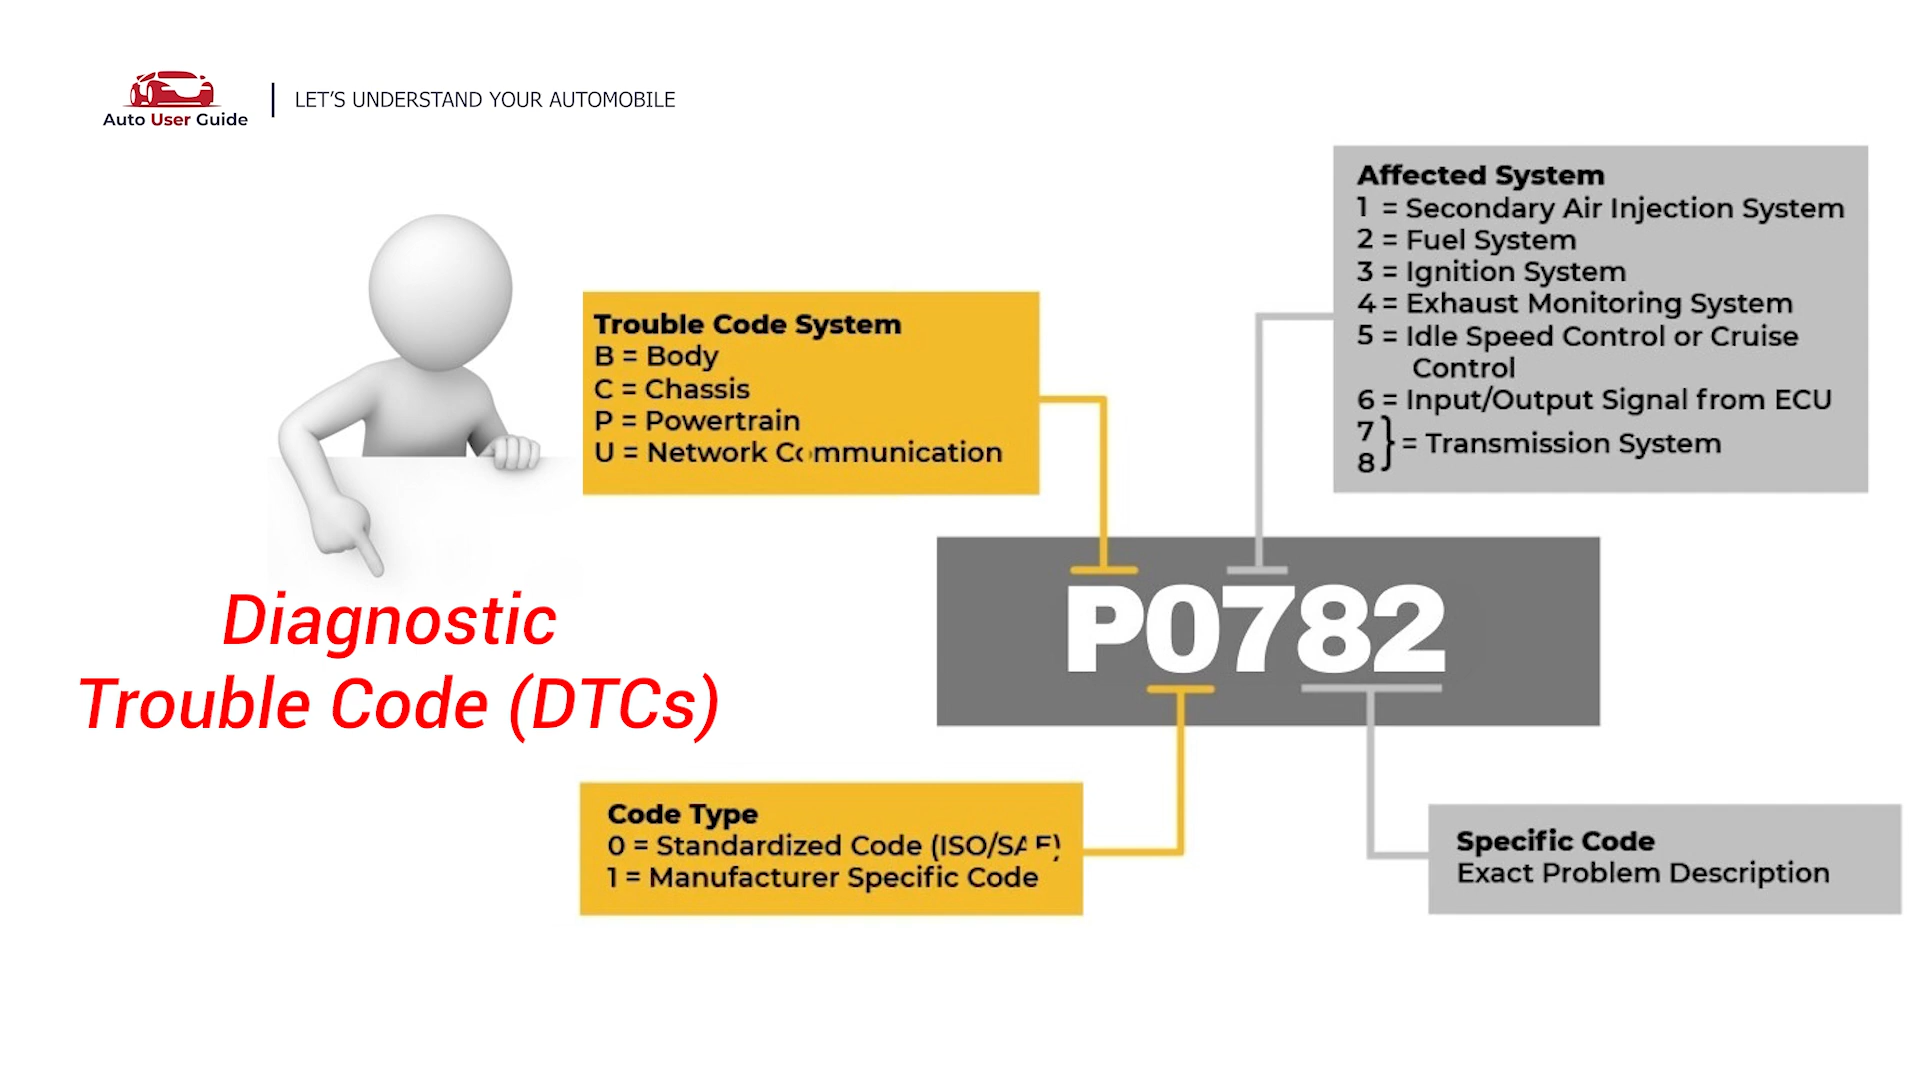 Auto User Guide
LET'S UNDERSTAND YOUR AUTOMOBILE
Affected System
1 = Secondary Air Injection System
2 = Fuel System
3 = Ignition System
4 = Exhaust Monitoring System
5 = Idle Speed Control or Cruise
Control
6 = Input/Output Signal from ECU
7
8 } = Transmission System
Trouble Code System
B = Body
C = Chassis
P = Powertrain
U = Network Communication
P0782
Diagnostic
Trouble Code (DTCs)
Code Type
0 = Standardized Code (ISO/SAE)
1 = Manufacturer Specific Code
Specific Code
Exact Problem Description